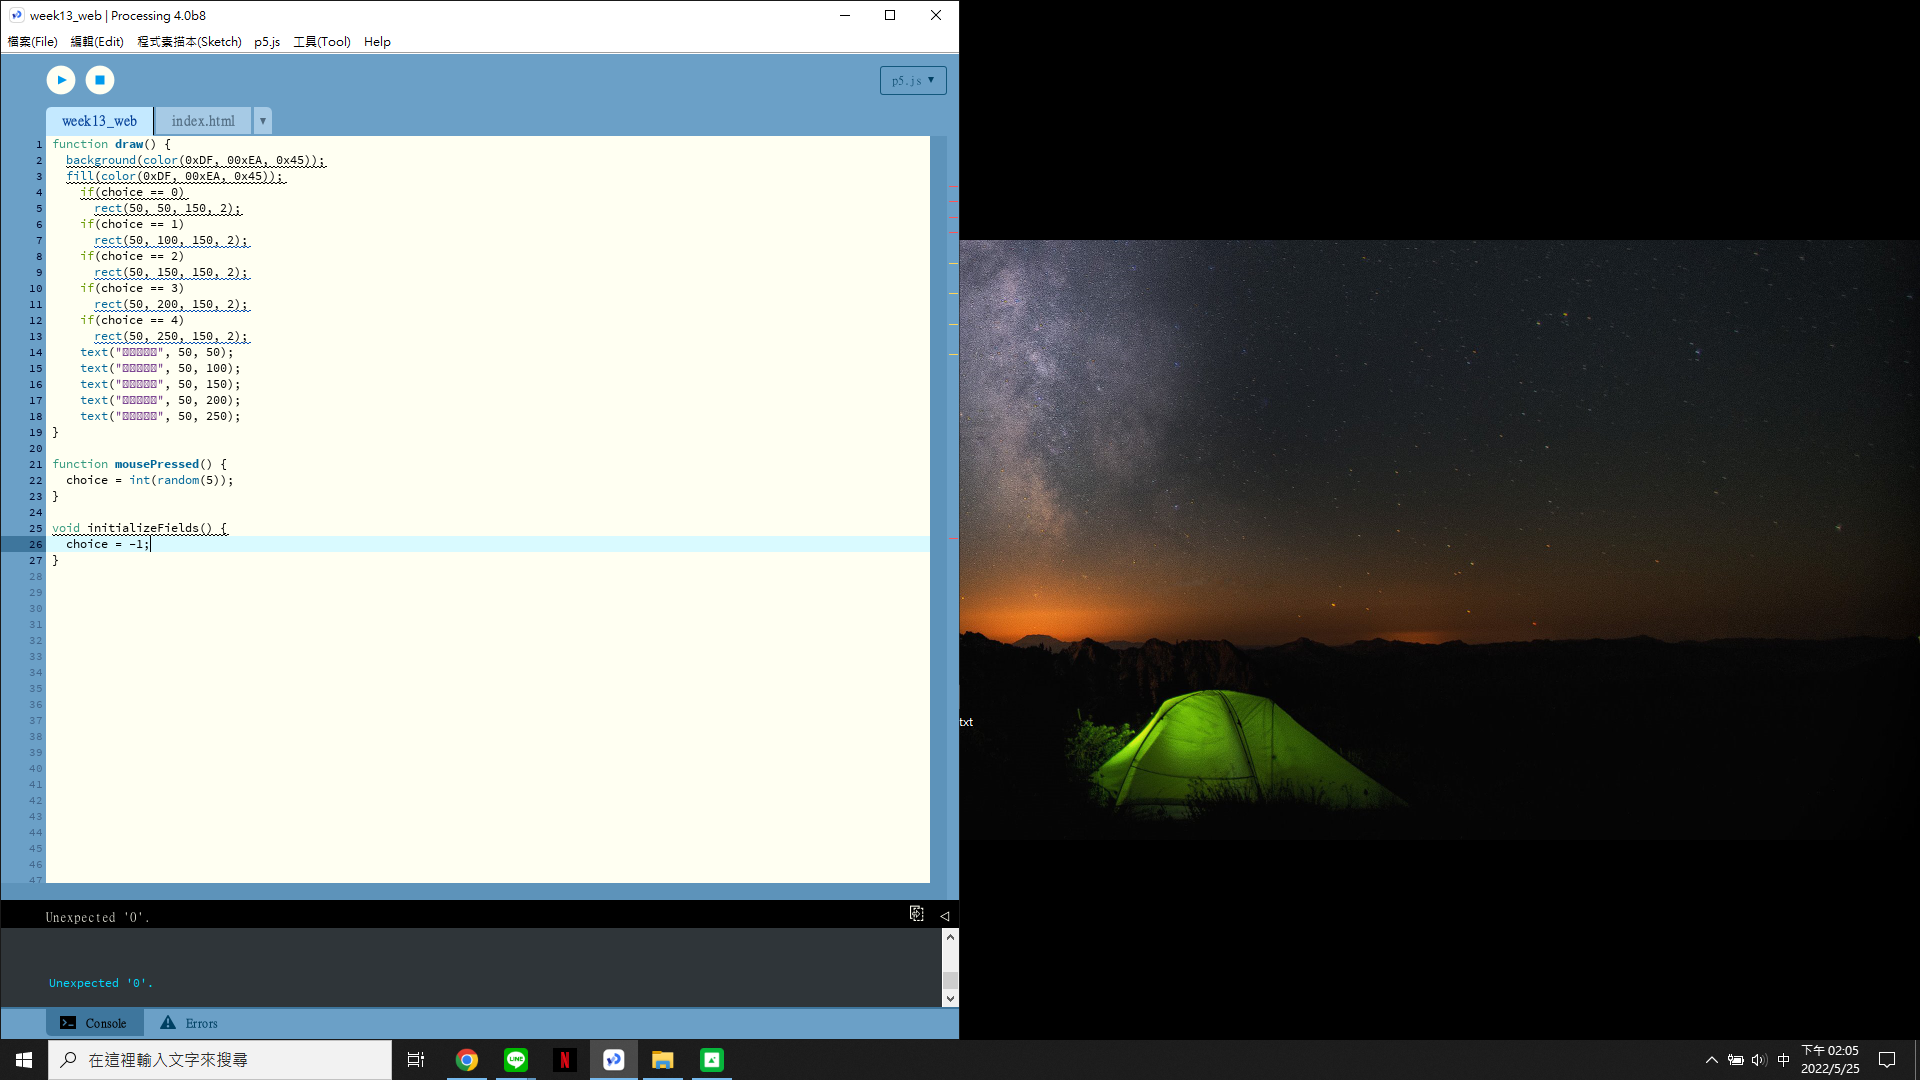 week13_web | Processing 4.0b8
檔案(File) 編輯(Edit) 程式素描本(Sketch) p5.js 工具(Tool) Help
p5.js ▼
week13_web index.html ▼
1 function draw() {
2 background(color(0xDF, 00xEA, 0x45));
3 fill(color(0xDF, 00xEA, 0x45));
4 if(choice == 0)
5 rect(50, 50, 150, 2);
6 if(choice == 1)
7 rect(50, 100, 150, 2);
8 if(choice == 2)
9 rect(50, 150, 150, 2);
10 if(choice == 3)
11 rect(50, 200, 150, 2);
12 if(choice == 4)
13 rect(50, 250, 150, 2);
14 text("□□□□□", 50, 50);
15 text("□□□□□", 50, 100);
16 text("□□□□□", 50, 150);
17 text("□□□□□", 50, 200);
18 text("□□□□□", 50, 250);
19 }
20
21 function mousePressed() {
22 choice = int(random(5));
23 }
24
25 void initializeFields() {
26 choice = -1;
27 }
28
29
30
31
32
33
34
35
36
37
38
39
40
41
42
43
44
45
46
47
txt
Unexpected '0'.
Unexpected '0'.
Console Errors
在這裡輸入文字來搜尋
LINE N 中 下午 02:05
2022/5/25